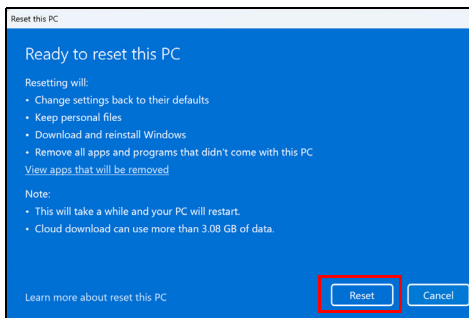 Reset this PC
Ready to reset this PC
Resetting will:
• Change settings back to their defaults
• Keep personal files
• Download and reinstall Windows
• Remove all apps and programs that didn't come with this PC
View apps that will be removed
Note:
• This will take a while and your PC will restart.
• Cloud download can use more than 3.08 GB of data.
Learn more about reset this PC
Reset
Cancel